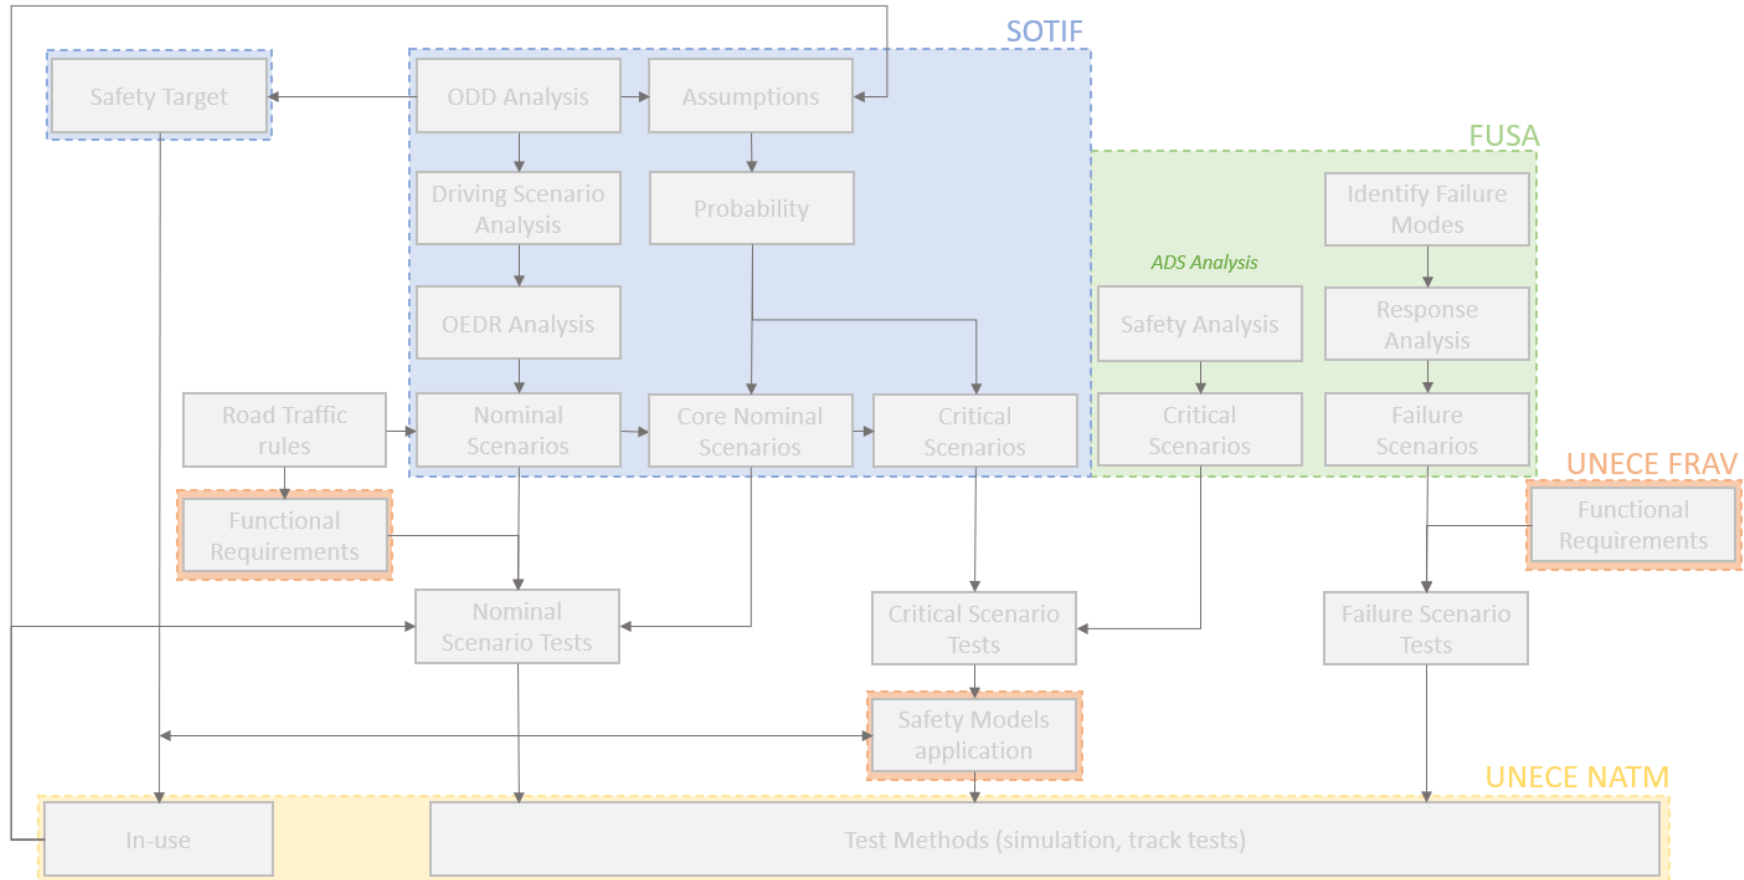 SOTIF
Safety Target
ODD Analysis
Assumptions
FUSA
Driving Scenario
Analysis
Probability
Identify Failure
Modes
ADS Analysis
OEDR Analysis
Safety Analysis
Response
Analysis
Road Traffic
rules
Nominal
Scenarios
Core Nominal
Scenarios
Critical
Scenarios
Critical
Scenarios
Failure
Scenarios
UNECE FRAV
Functional
Requirements
Functional
Requirements
Nominal
Scenario Tests
Critical Scenario
Tests
Failure Scenario
Tests
Safety Models
application
UNECE NATM
In-use
Test Methods (simulation, track tests)